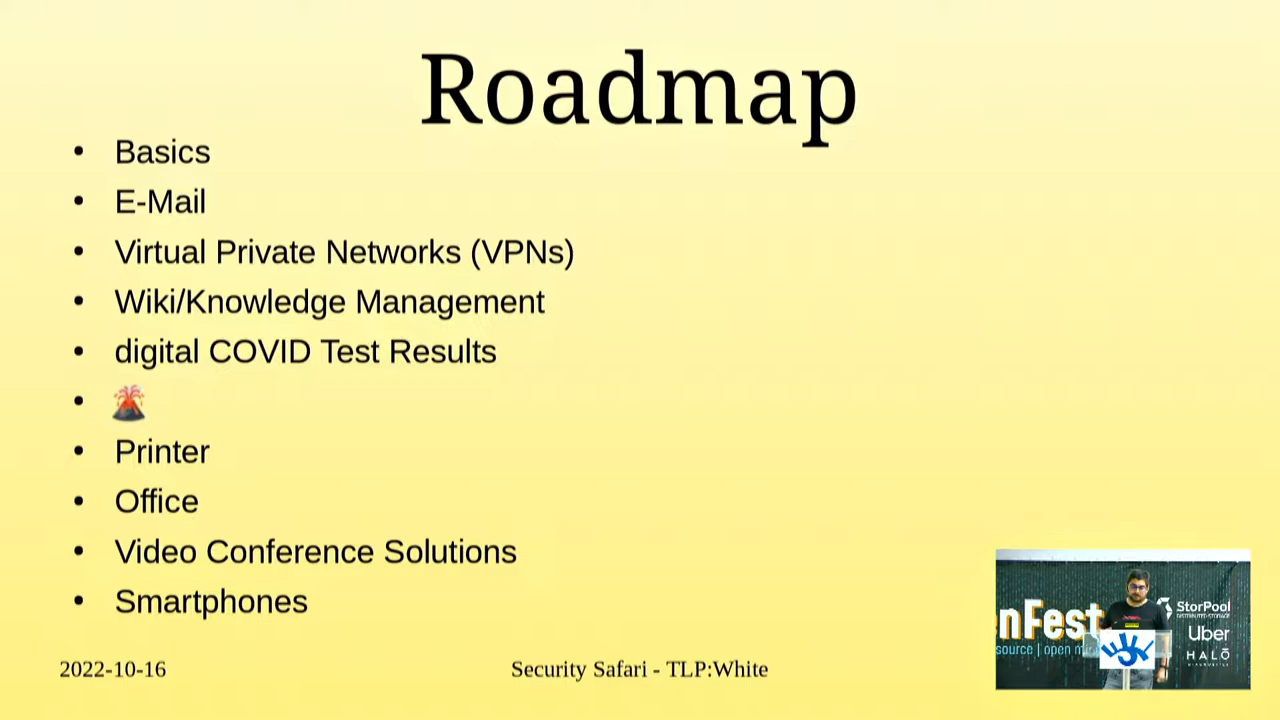 Roadmap
• Basics
• E-Mail
• Virtual Private Networks (VPNs)
• Wiki/Knowledge Management
• digital COVID Test Results
• 🌋
• Printer
• Office
• Video Conference Solutions
• Smartphones
2022-10-16
Security Safari - TLP:White
nFest
source | open
StorPool
Uber
HALO